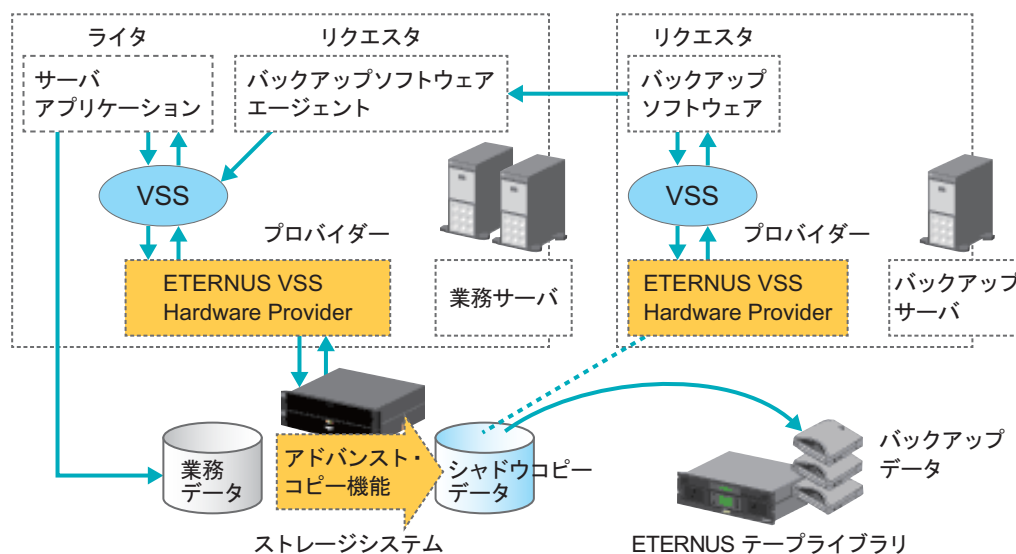 ライタ
リクエスタ
リクエスタ
サーバ
アプリケーション
バックアップソフトウェア
エージェント
バックアップ
ソフトウェア
VSS
VSS
プロバイダー
プロバイダー
ETERNUS VSS
Hardware Provider
業務サーバ
ETERNUS VSS
Hardware Provider
バックアップ
サーバ
業務
データ
アドバンスト・
コピー機能
シャドウコピー
データ
バックアップ
データ
ストレージシステム
ETERNUS テープライブラリ